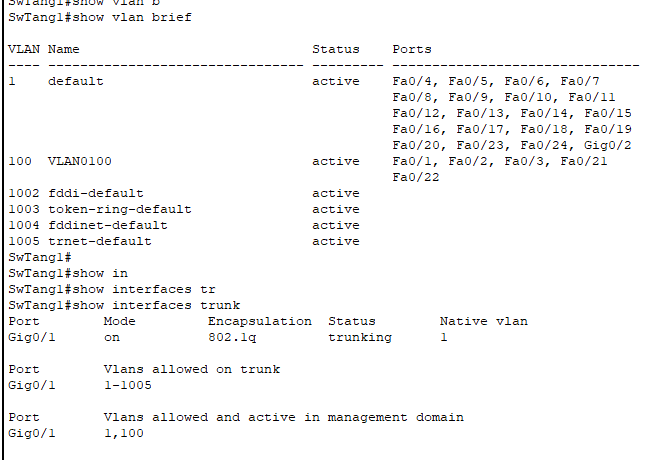 SwTang1#show vlan b
SwTang1#show vlan brief
VLAN Name                             Status    Ports
---- -------------------------------- --------- -------------------------------
1    default                          active    Fa0/4, Fa0/5, Fa0/6, Fa0/7
                                                Fa0/8, Fa0/9, Fa0/10, Fa0/11
                                                Fa0/12, Fa0/13, Fa0/14, Fa0/15
                                                Fa0/16, Fa0/17, Fa0/18, Fa0/19
                                                Fa0/20, Fa0/23, Fa0/24, Gig0/2
100  VLAN0100                         active    Fa0/1, Fa0/2, Fa0/3, Fa0/21
                                                Fa0/22
1002 fddi-default                     active
1003 token-ring-default               active
1004 fddinet-default                  active
1005 trnet-default                    active
SwTang1#
SwTang1#show in
SwTang1#show interfaces tr
SwTang1#show interfaces trunk
Port        Mode         Encapsulation  Status        Native vlan
Gig0/1      on           802.1q         trunking      1
Port        Vlans allowed on trunk
Gig0/1      1-1005
Port        Vlans allowed and active in management domain
Gig0/1      1,100